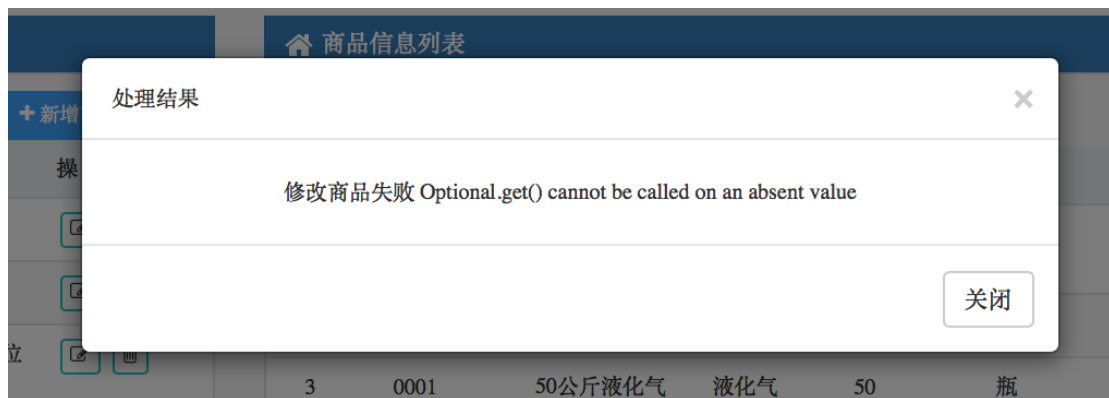 商品信息列表
处理结果
×
+ 新增
操
修改商品失败 Optional.get() cannot be called on an absent value
关闭
位
3 0001 50公斤液化气 液化气 50 瓶